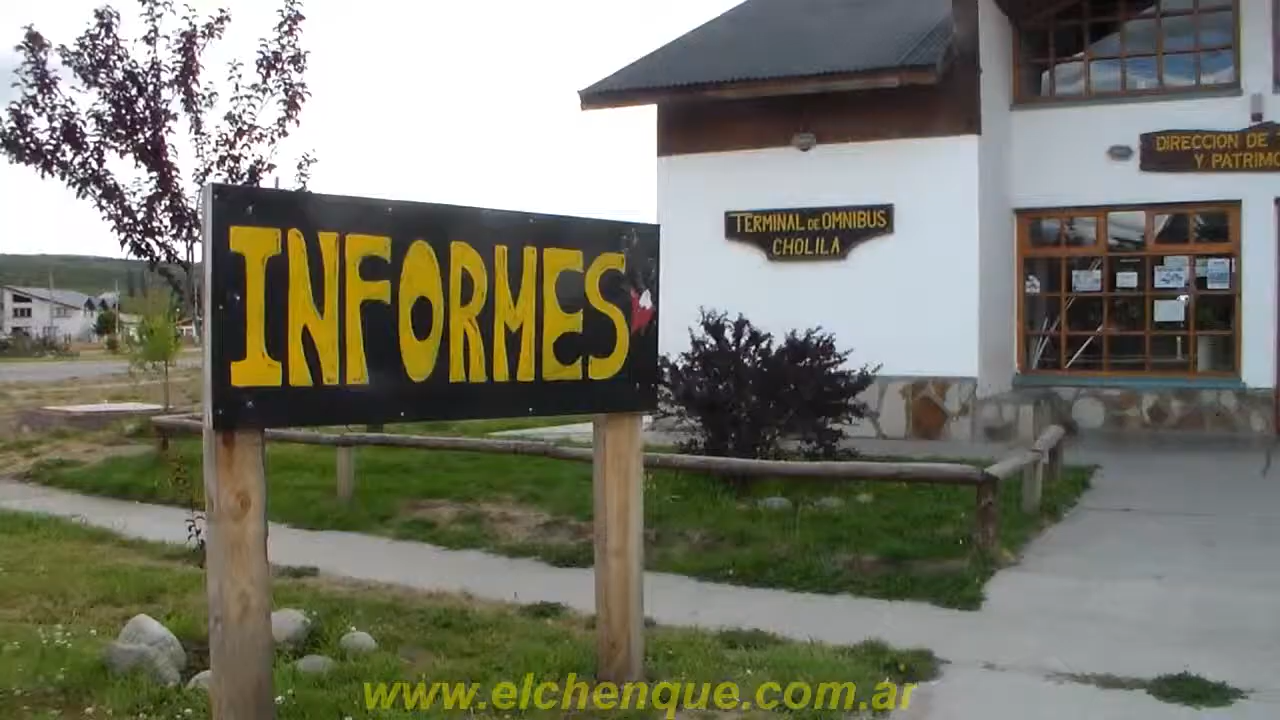 INFORMES
TERMINAL DE OMNIBUS
CHOLILA
DIRECCION DE
Y PATRIMO
www.elchenque.com.ar